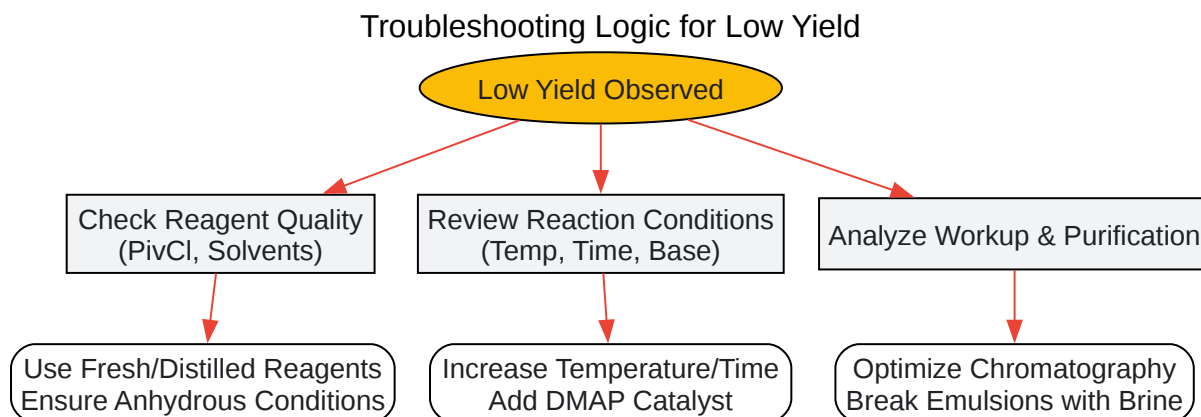 Troubleshooting Logic for Low Yield
Low Yield Observed
Check Reagent Quality
(PivCl, Solvents)
Review Reaction Conditions
(Temp, Time, Base)
Analyze Workup & Purification
Use Fresh/Distilled Reagents
Ensure Anhydrous Conditions
Increase Temperature/Time
Add DMAP Catalyst
Optimize Chromatography
Break Emulsions with Brine